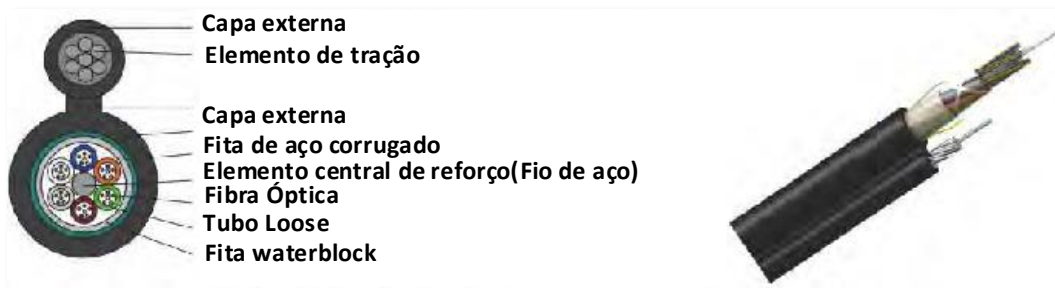 Capa externa
Elemento de tração
Capa externa
Fita de aço corrugado
Elemento central de reforço(Fio de aço)
Fibra Óptica
Tubo Loose
Fita waterblock